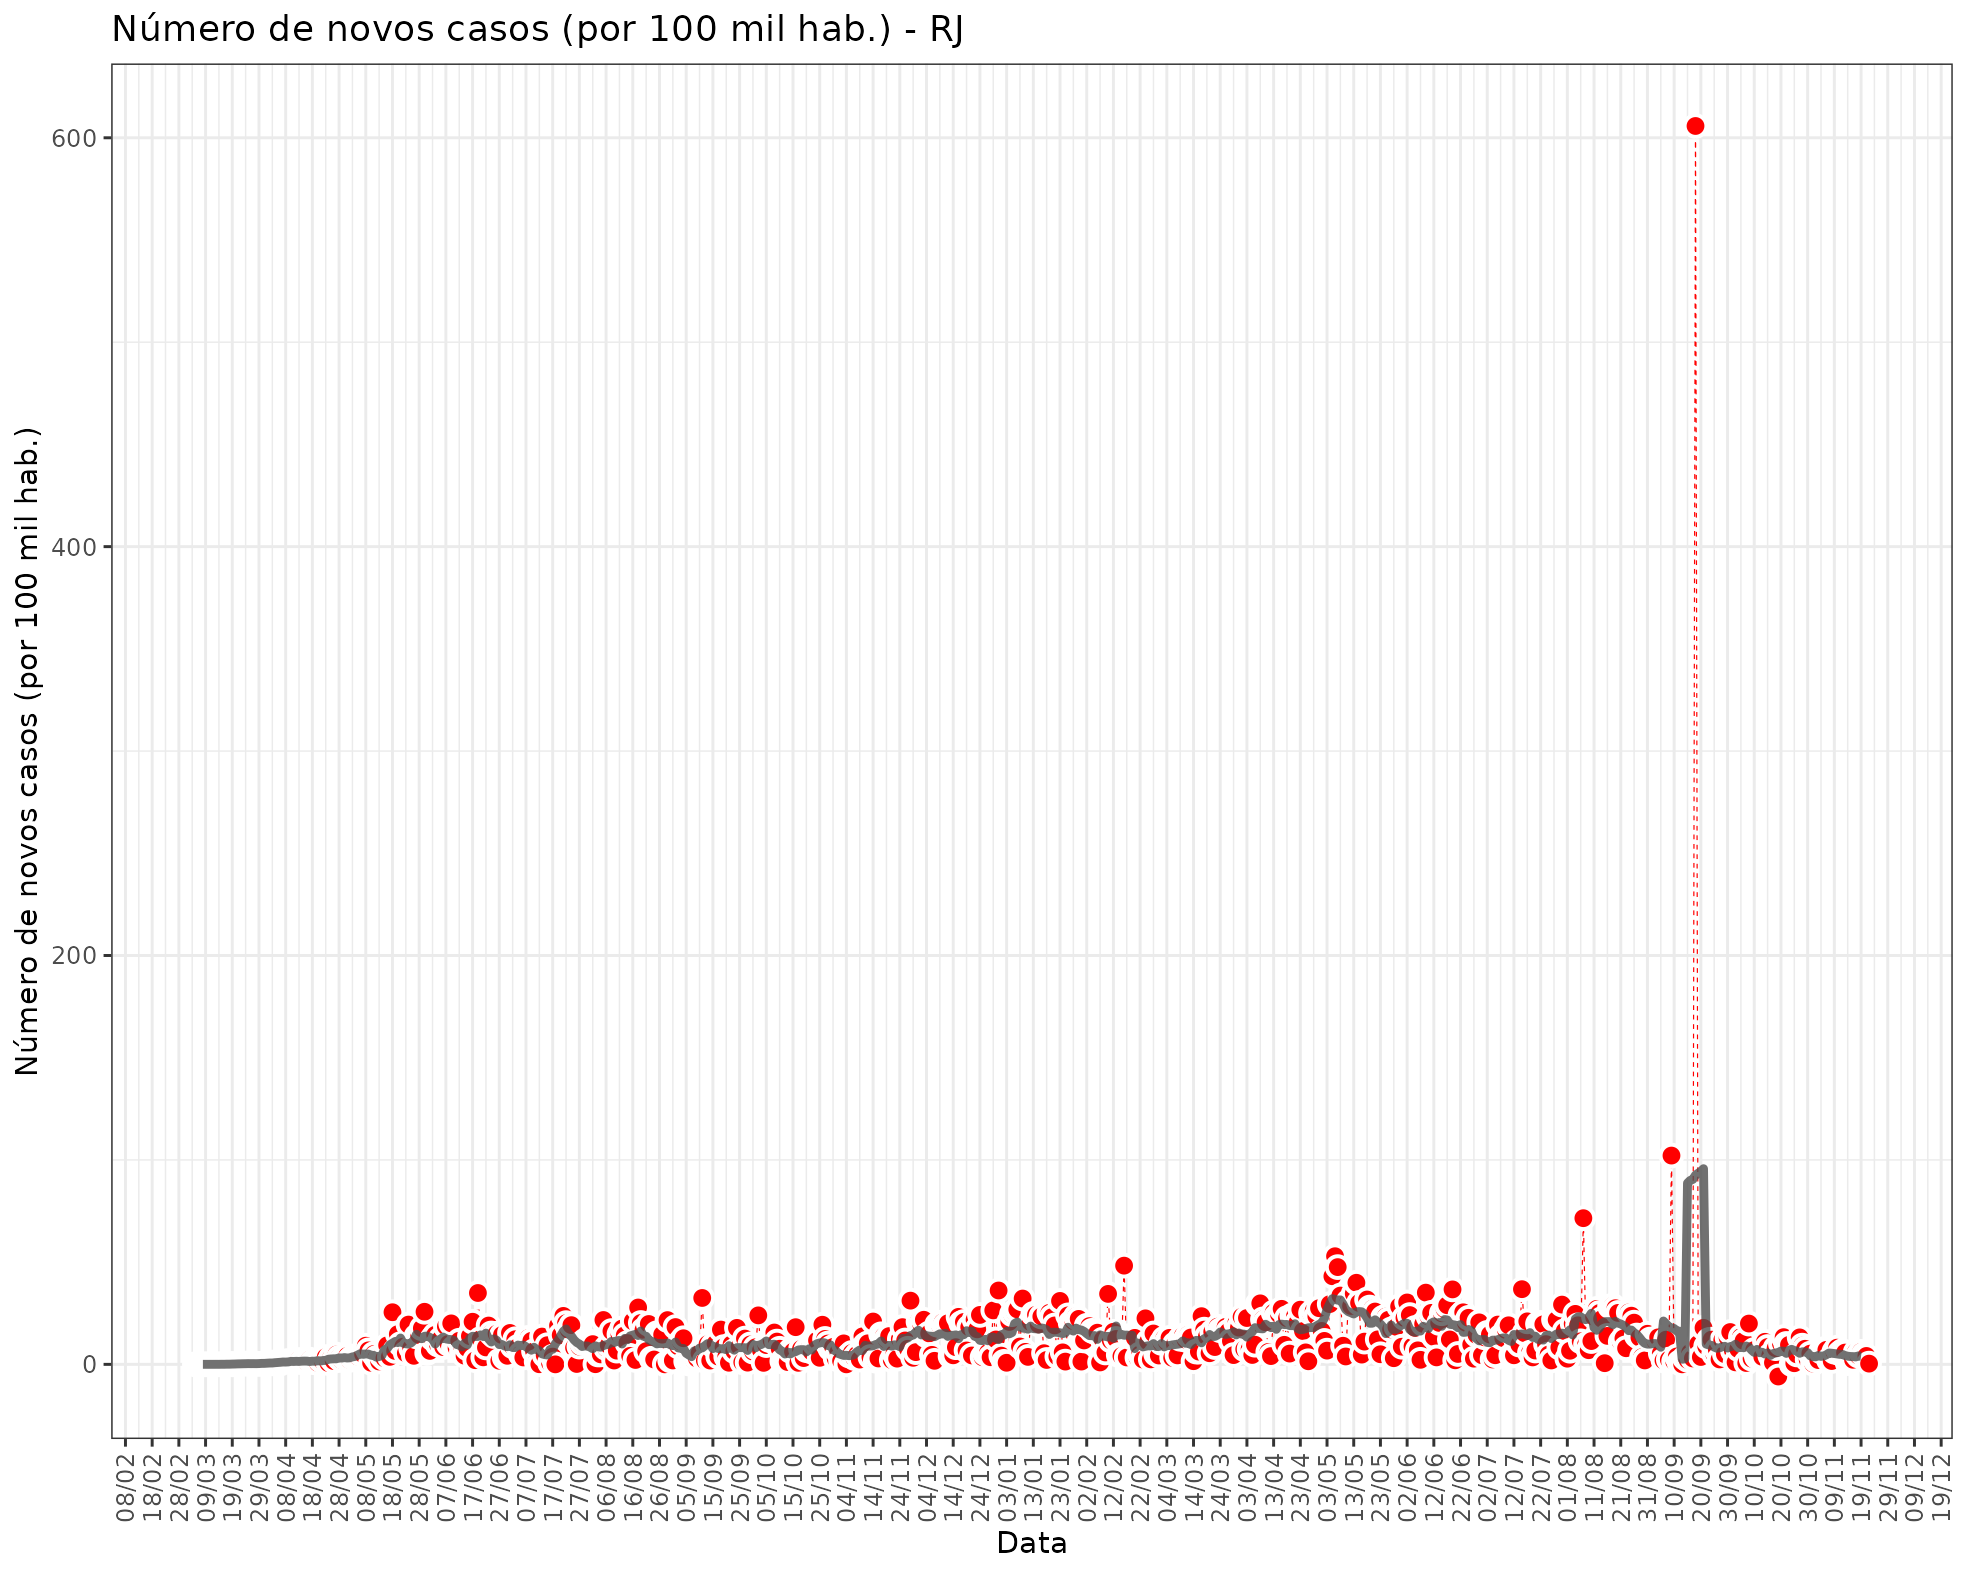 Número de novos casos (por 100 mil hab.) - RJ
Número de novos casos (por 100 mil hab.)
600
400
200
0
08/02 18/02 28/02 09/03 19/03 29/03 08/04 18/04 28/04 08/05 18/05 28/05 07/06 17/06 27/06 07/07 17/07 27/07 06/08 16/08 26/08 05/09 15/09 25/09 05/10 15/10 25/10 04/11 14/11 24/11 04/12 14/12 24/12 03/01 13/01 23/01 02/02 12/02 22/02 04/03 14/03 24/03 03/04 13/04 23/04 03/05 13/05 23/05 02/06 12/06 22/06 02/07 12/07 22/07 01/08 11/08 21/08 31/08 10/09 20/09 30/09 10/10 20/10 30/10 09/11 19/11 29/11 09/12 19/12
Data